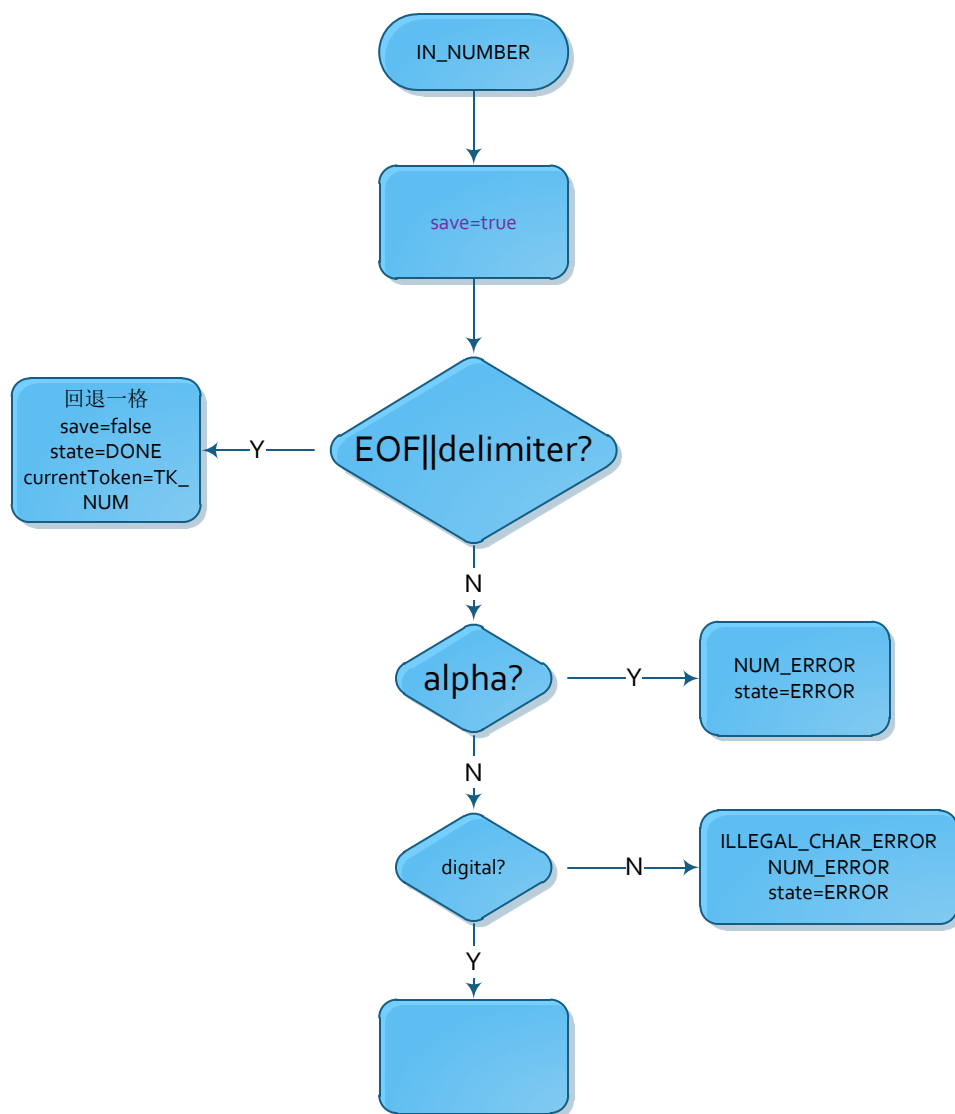 IN_NUMBER
save=true
EOF||delimiter?
Y
回退一格
save=false
state=DONE
currentToken=TK_
NUM
N
alpha?
Y
NUM_ERROR
state=ERROR
N
digital?
N
ILLEGAL_CHAR_ERROR
NUM_ERROR
state=ERROR
Y